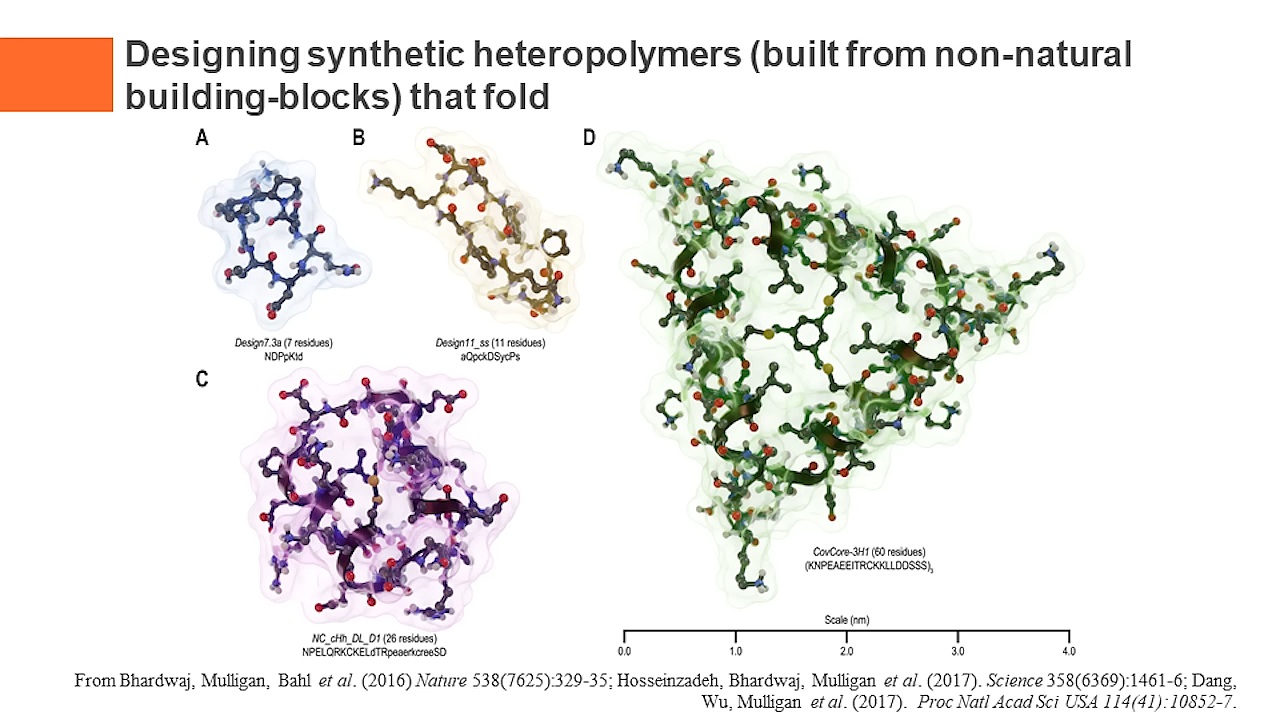 Designing synthetic heteropolymers (built from non-natural
building-blocks) that fold
A
B
D
Design7.3a (7 residues)
NDPpKtd
Design11_ss (11 residues)
aQpckDSycPs
C
CovCore-3H1 (60 residues)
(KNPEAEEITRCKKLLDDSSS)3
NC_cHh_DL_D1 (26 residues)
NPELQRKCKELdTRpeaerkcreeSD
Scale (nm)
0.0 1.0 2.0 3.0 4.0
From Bhardwaj, Mulligan, Bahl et al. (2016) Nature 538(7625):329-35; Hosseinzadeh, Bhardwaj, Mulligan et al. (2017). Science 358(6369):1461-6; Dang,
Wu, Mulligan et al. (2017). Proc Natl Acad Sci USA 114(41):10852-7.